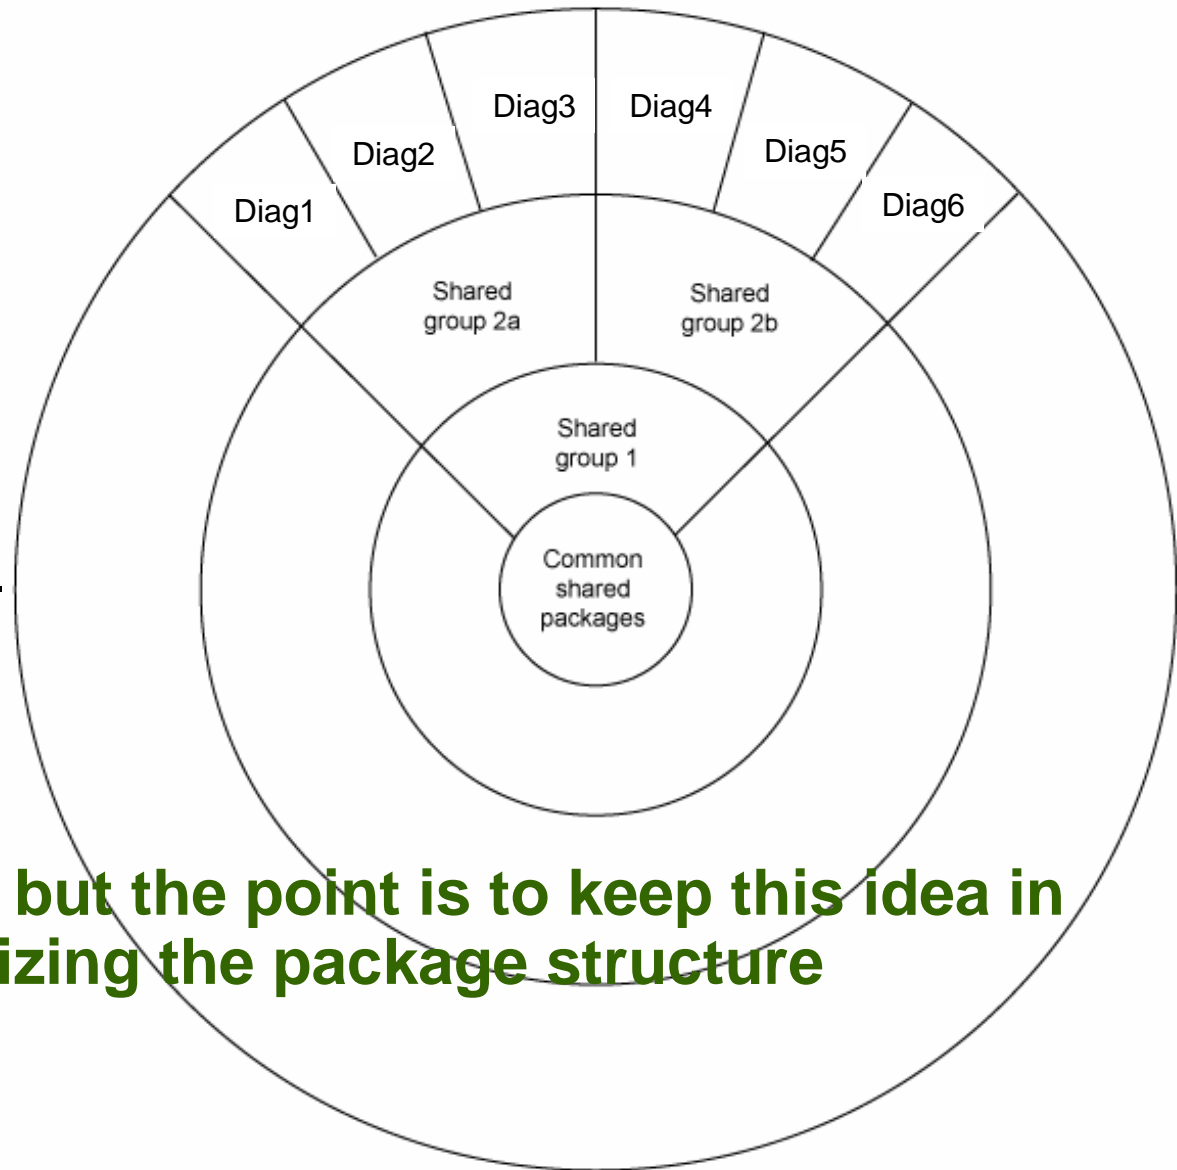 Diag3
Diag4
Diag2
Diag5
Diag1
Diag6
Shared
group 2a
Shared
group 2b
Shared
group 1
Common
shared
packages
but the point is to keep this idea in
izing the package structure